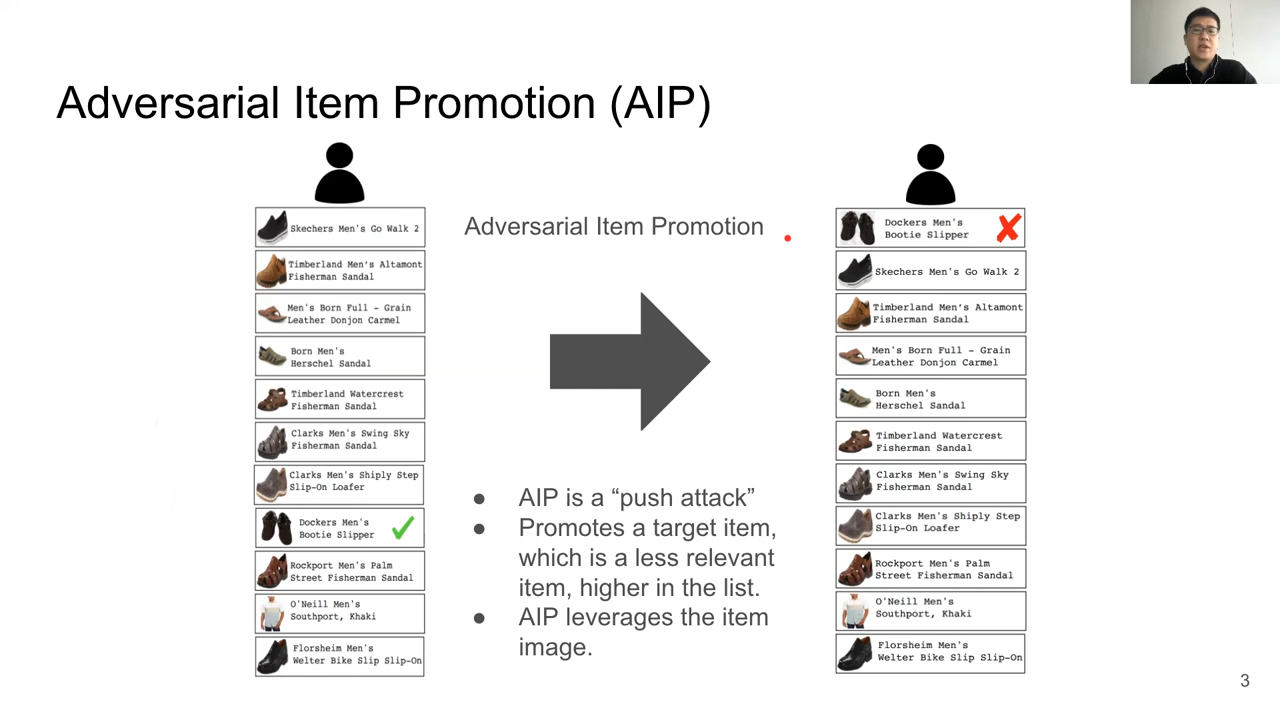 Adversarial Item Promotion (AIP)
Skechers Men's Go Walk 2
Timberland Men's Altamont
Fisherman Sandal
Men's Born Full - Grain
Leather Donjon Carmel
Born Men's
Herschel Sandal
Timberland Watercrest
Fisherman Sandal
Clarks Men's Swing Sky
Fisherman Sandal
Clarks Men's Shiply Step
Slip-On Loafer
Dockers Men's
Bootie Slipper
Rockport Men's Palm
Street Fisherman Sandal
O'Neill Men's
Southport, Khaki
Florsheim Men's
Welter Bike Slip Slip-On
Adversarial Item Promotion
● AIP is a “push attack”
● Promotes a target item,
which is a less relevant
item, higher in the list.
● AIP leverages the item
image.
Dockers Men's
Bootie Slipper
Skechers Men's Go Walk 2
Timberland Men's Altamont
Fisherman Sandal
Men's Born Full - Grain
Leather Donjon Carmel
Born Men's
Herschel Sandal
Timberland Watercrest
Fisherman Sandal
Clarks Men's Swing Sky
Fisherman Sandal
Clarks Men's Shiply Step
Slip-On Loafer
Rockport Men's Palm
Street Fisherman Sandal
O'Neill Men's
Southport, Khaki
Florsheim Men's
Welter Bike Slip Slip-On
3